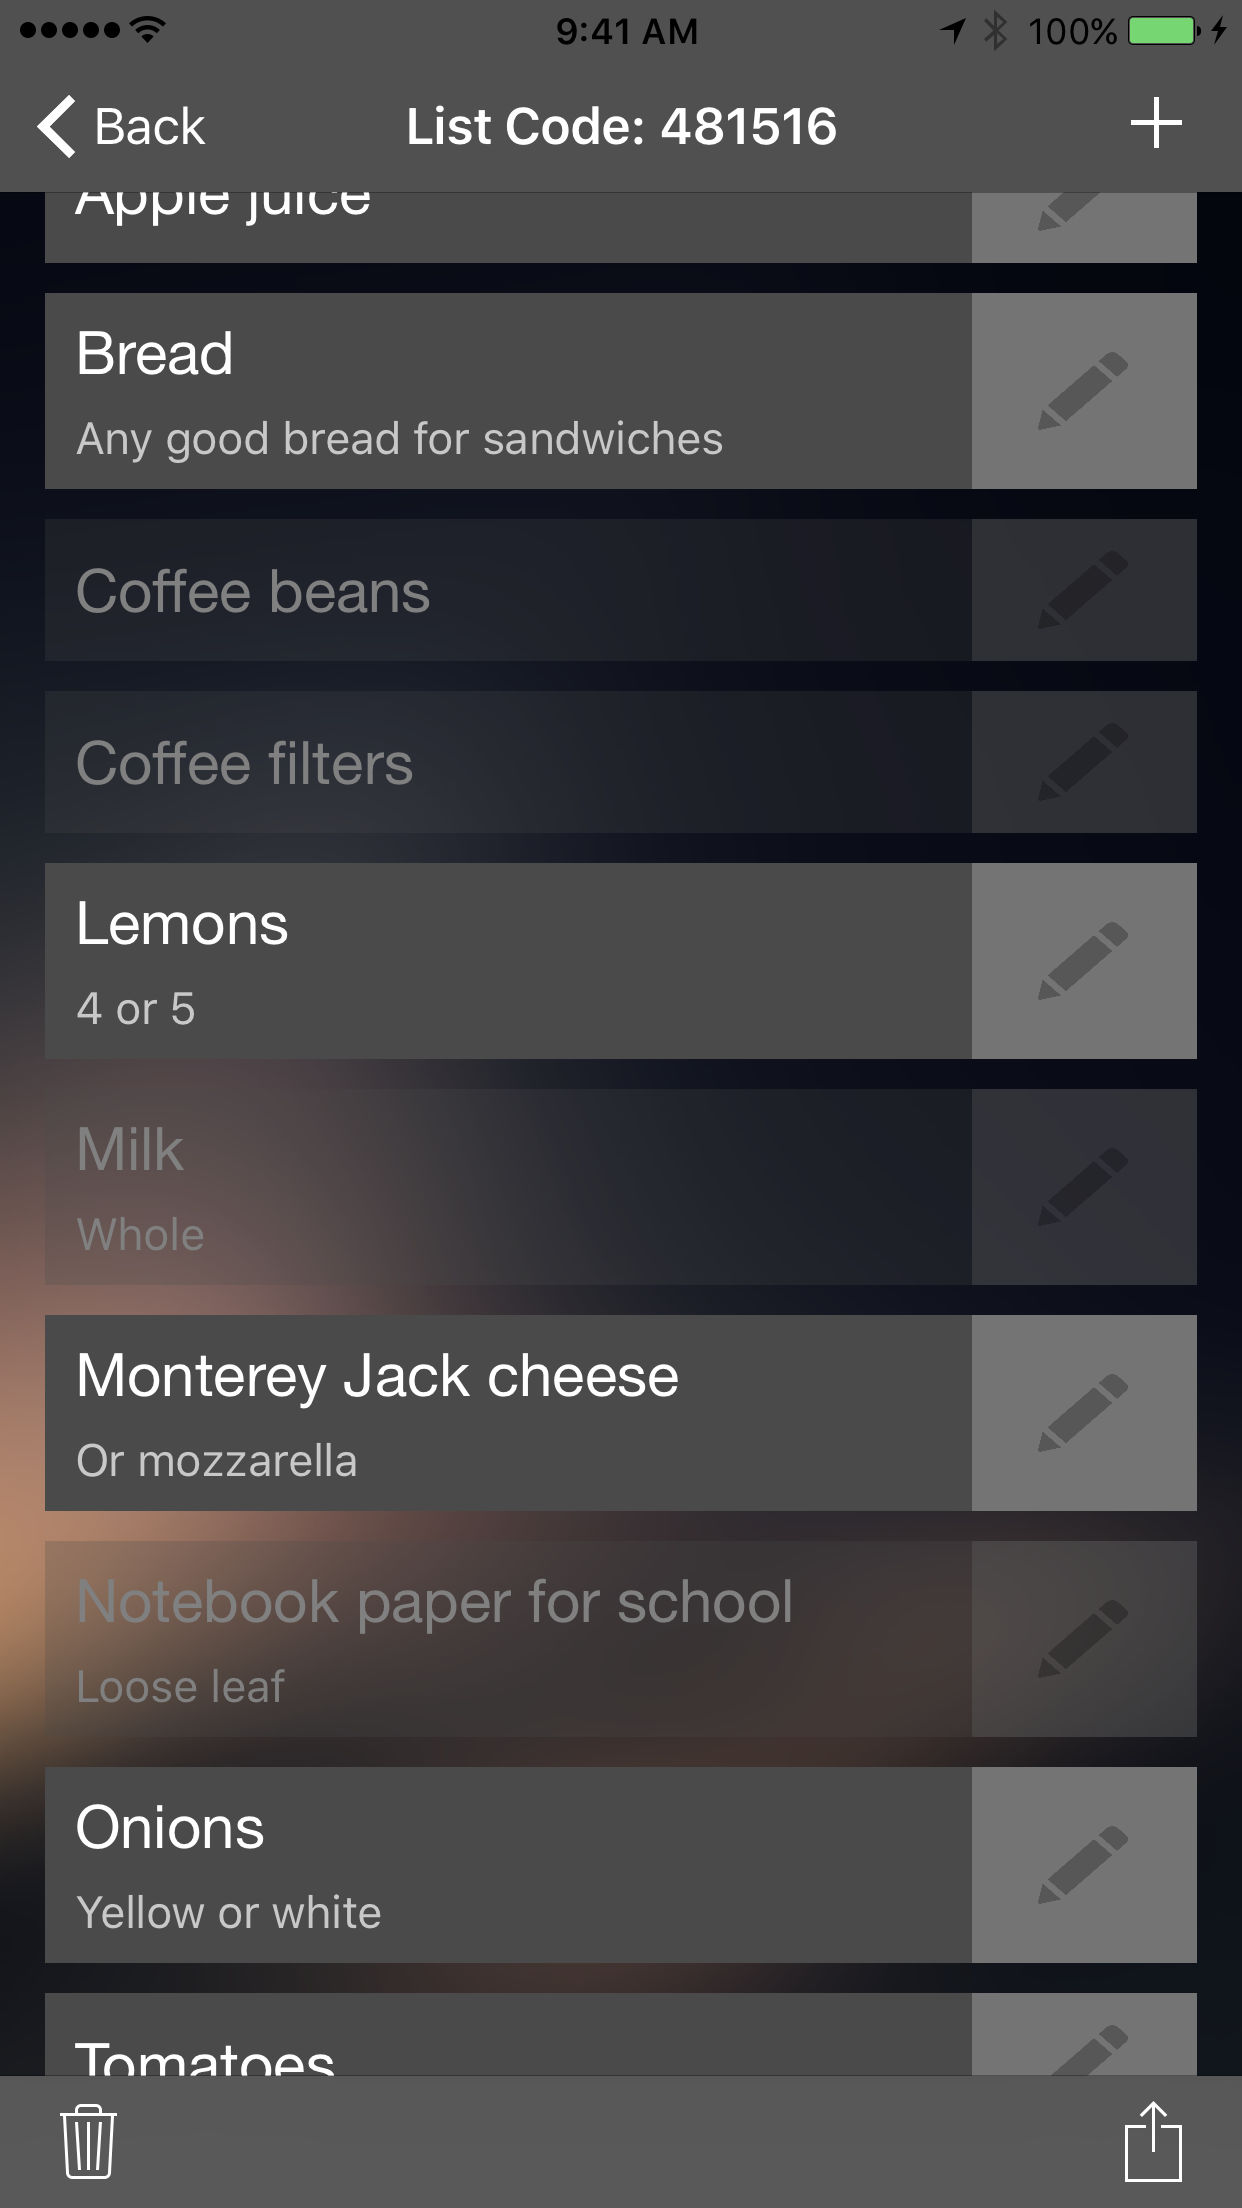 9:41 AM
100%
Back
List Code: 481516
Apple juice
Bread
Any good bread for sandwiches
Coffee beans
Coffee filters
Lemons
4 or 5
Milk
Whole
Monterey Jack cheese
Or mozzarella
Notebook paper for school
Loose leaf
Onions
Yellow or white
Tomatoes